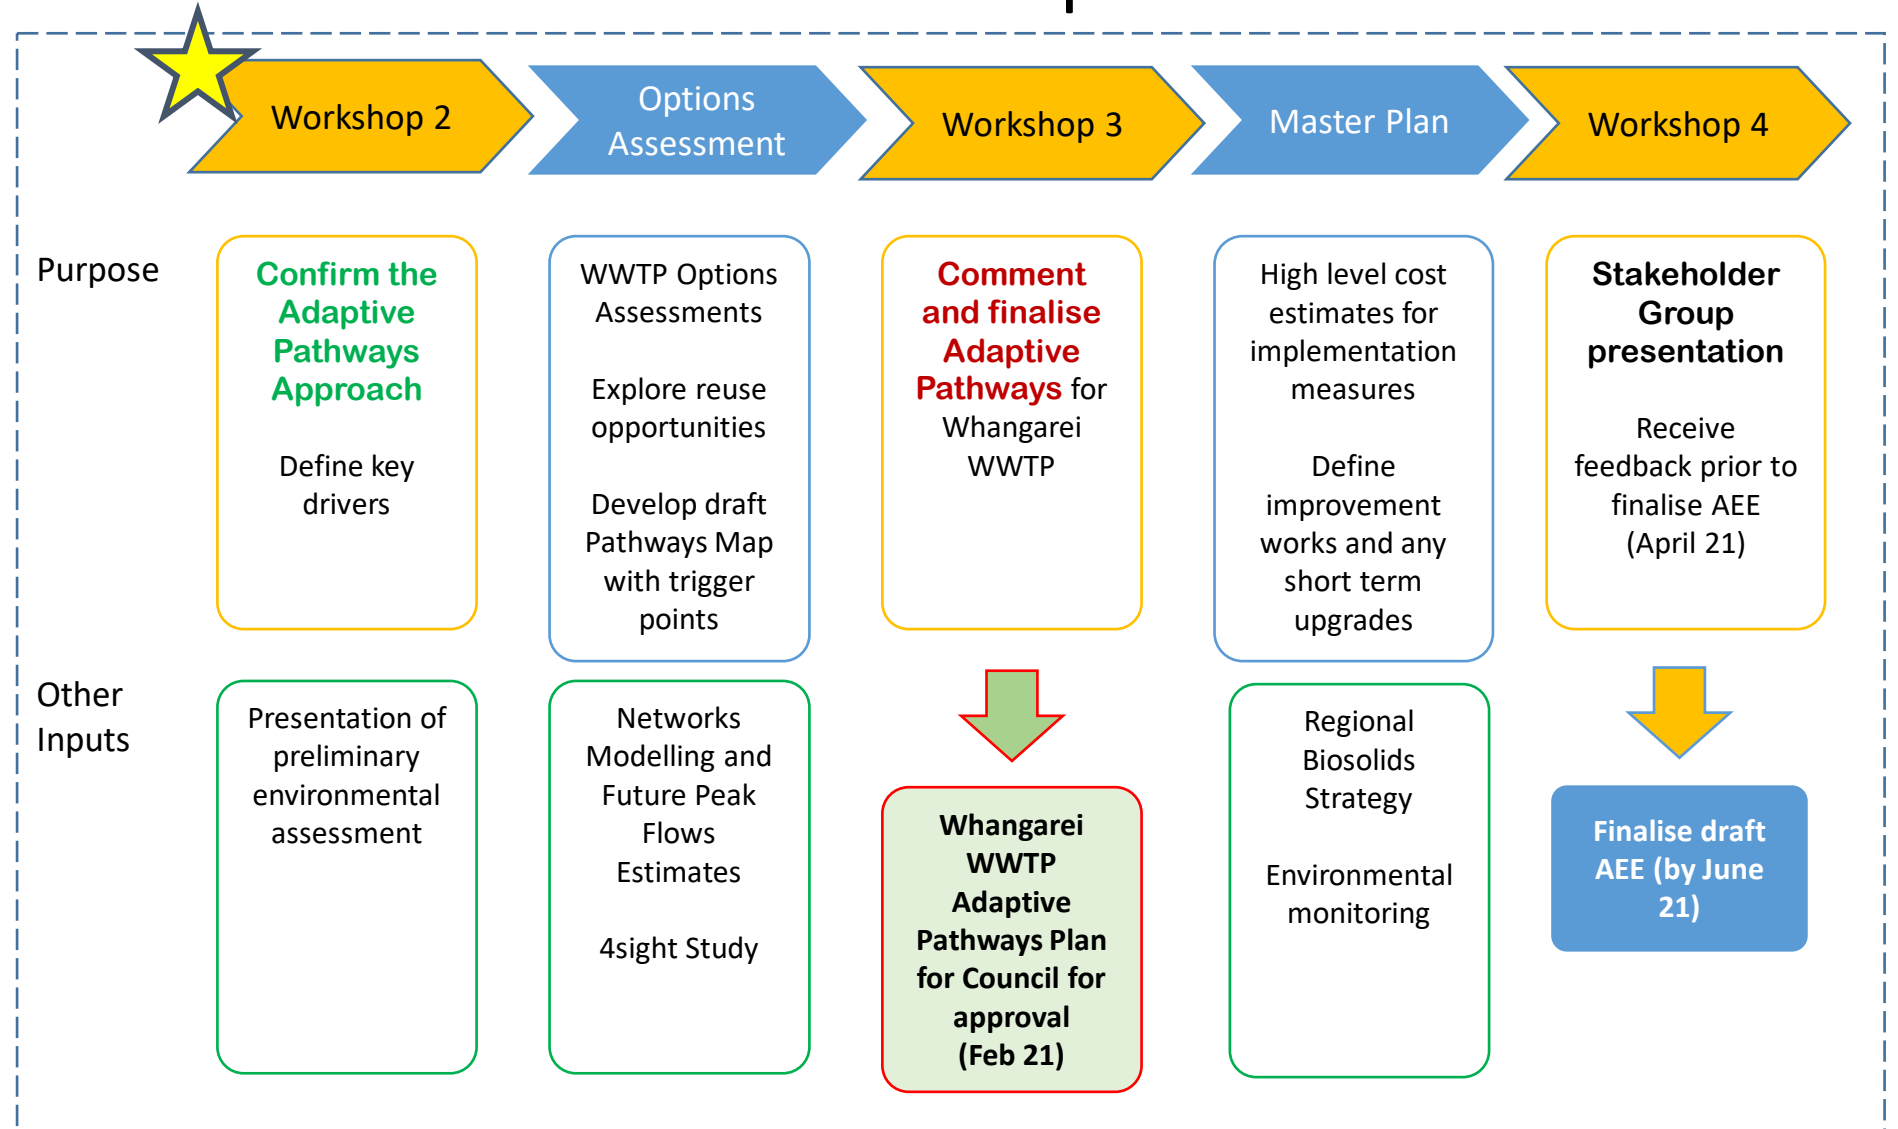 Workshop 2
Options
Assessment
Workshop 3
Master Plan
Workshop 4
Purpose
Confirm the
Adaptive
Pathways
Approach
Define key
drivers
WWTP Options
Assessments
Explore reuse
opportunities
Develop draft
Pathways Map
with trigger
points
Comment
and finalise
Adaptive
Pathways for
Whangarei
WWTP
High level cost
estimates for
implementation
measures
Define
improvement
works and any
short term
upgrades
Stakeholder
Group
presentation
Receive
feedback prior to
finalise AEE
(April 21)
Other
Inputs
Presentation of
preliminary
environmental
assessment
Networks
Modelling and
Future Peak
Flows
Estimates
4sight Study
Whangarei
WWTP
Adaptive
Pathways Plan
for Council for
approval
(Feb 21)
Regional
Biosolids
Strategy
Environmental
monitoring
Finalise draft
AEE (by June
21)